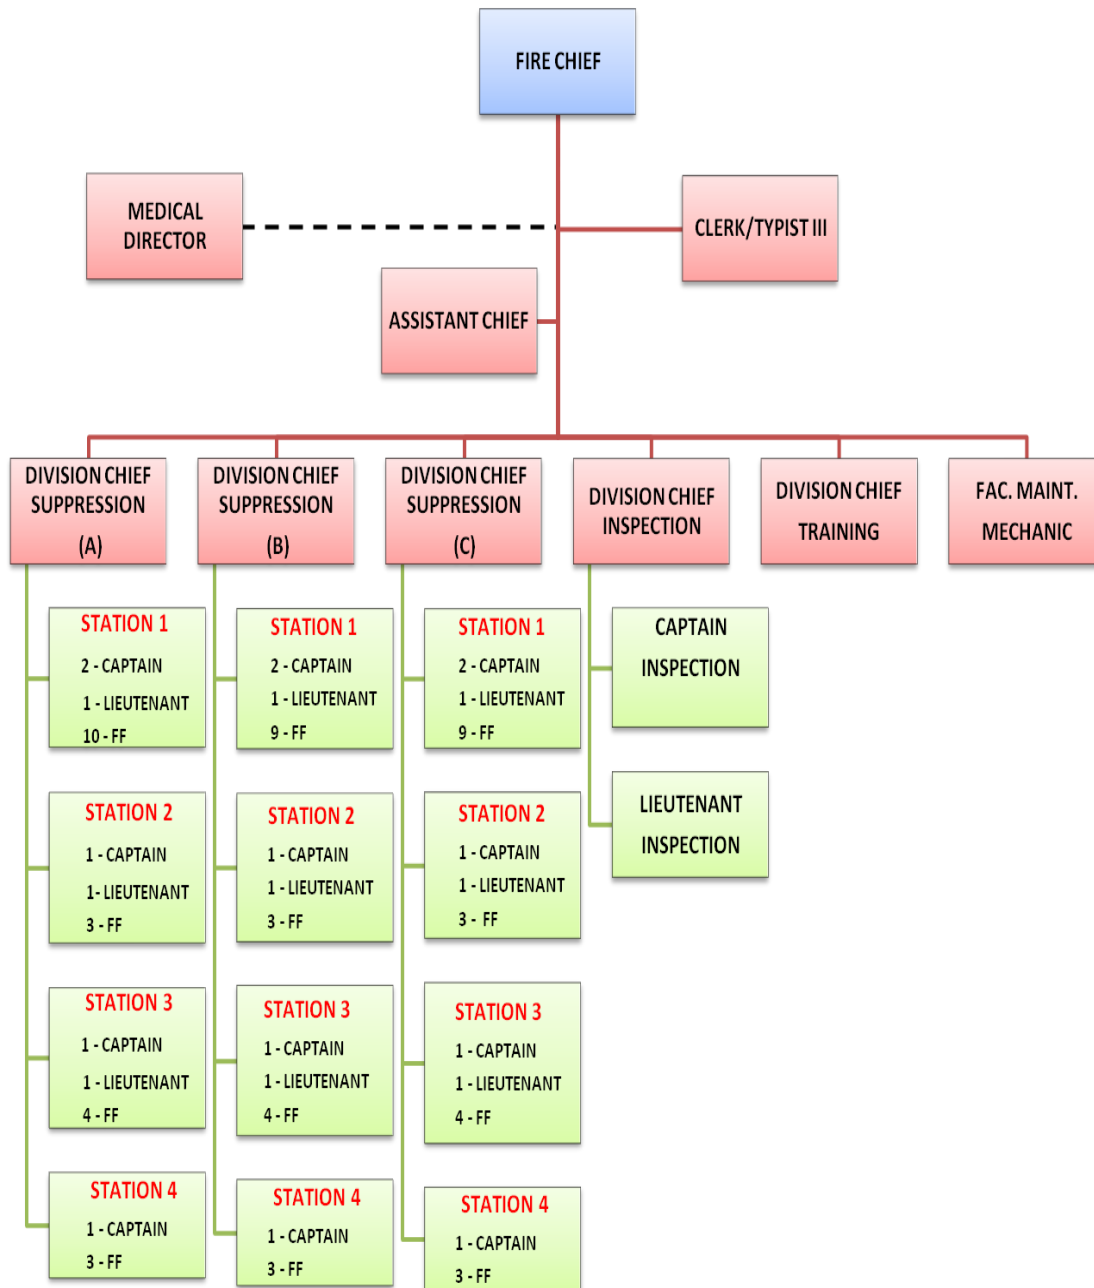 FIRE CHIEF
MEDICAL
DIRECTOR
CLERK/TYPIST III
ASSISTANT CHIEF
DIVISION CHIEF
SUPPRESSION
(A)
DIVISION CHIEF
SUPPRESSION
(B)
DIVISION CHIEF
SUPPRESSION
(C)
DIVISION CHIEF
INSPECTION
DIVISION CHIEF
TRAINING
FAC. MAINT.
MECHANIC
STATION 1
2 - CAPTAIN
1 - LIEUTENANT
10 - FF
STATION 2
1 - CAPTAIN
1- LIEUTENANT
3 - FF
STATION 3
1 - CAPTAIN
1 - LIEUTENANT
4 - FF
STATION 4
1 - CAPTAIN
3 - FF
STATION 1
2 - CAPTAIN
1 - LIEUTENANT
9 - FF
STATION 2
1 - CAPTAIN
1 - LIEUTENANT
3 - FF
STATION 3
1 - CAPTAIN
1 - LIEUTENANT
4 - FF
STATION 4
1 - CAPTAIN
3 - FF
STATION 1
2 - CAPTAIN
1 - LIEUTENANT
9 - FF
STATION 2
1 - CAPTAIN
1 - LIEUTENANT
3 - FF
STATION 3
1 - CAPTAIN
1 - LIEUTENANT
4 - FF
STATION 4
1 - CAPTAIN
3 - FF
CAPTAIN
INSPECTION
LIEUTENANT
INSPECTION